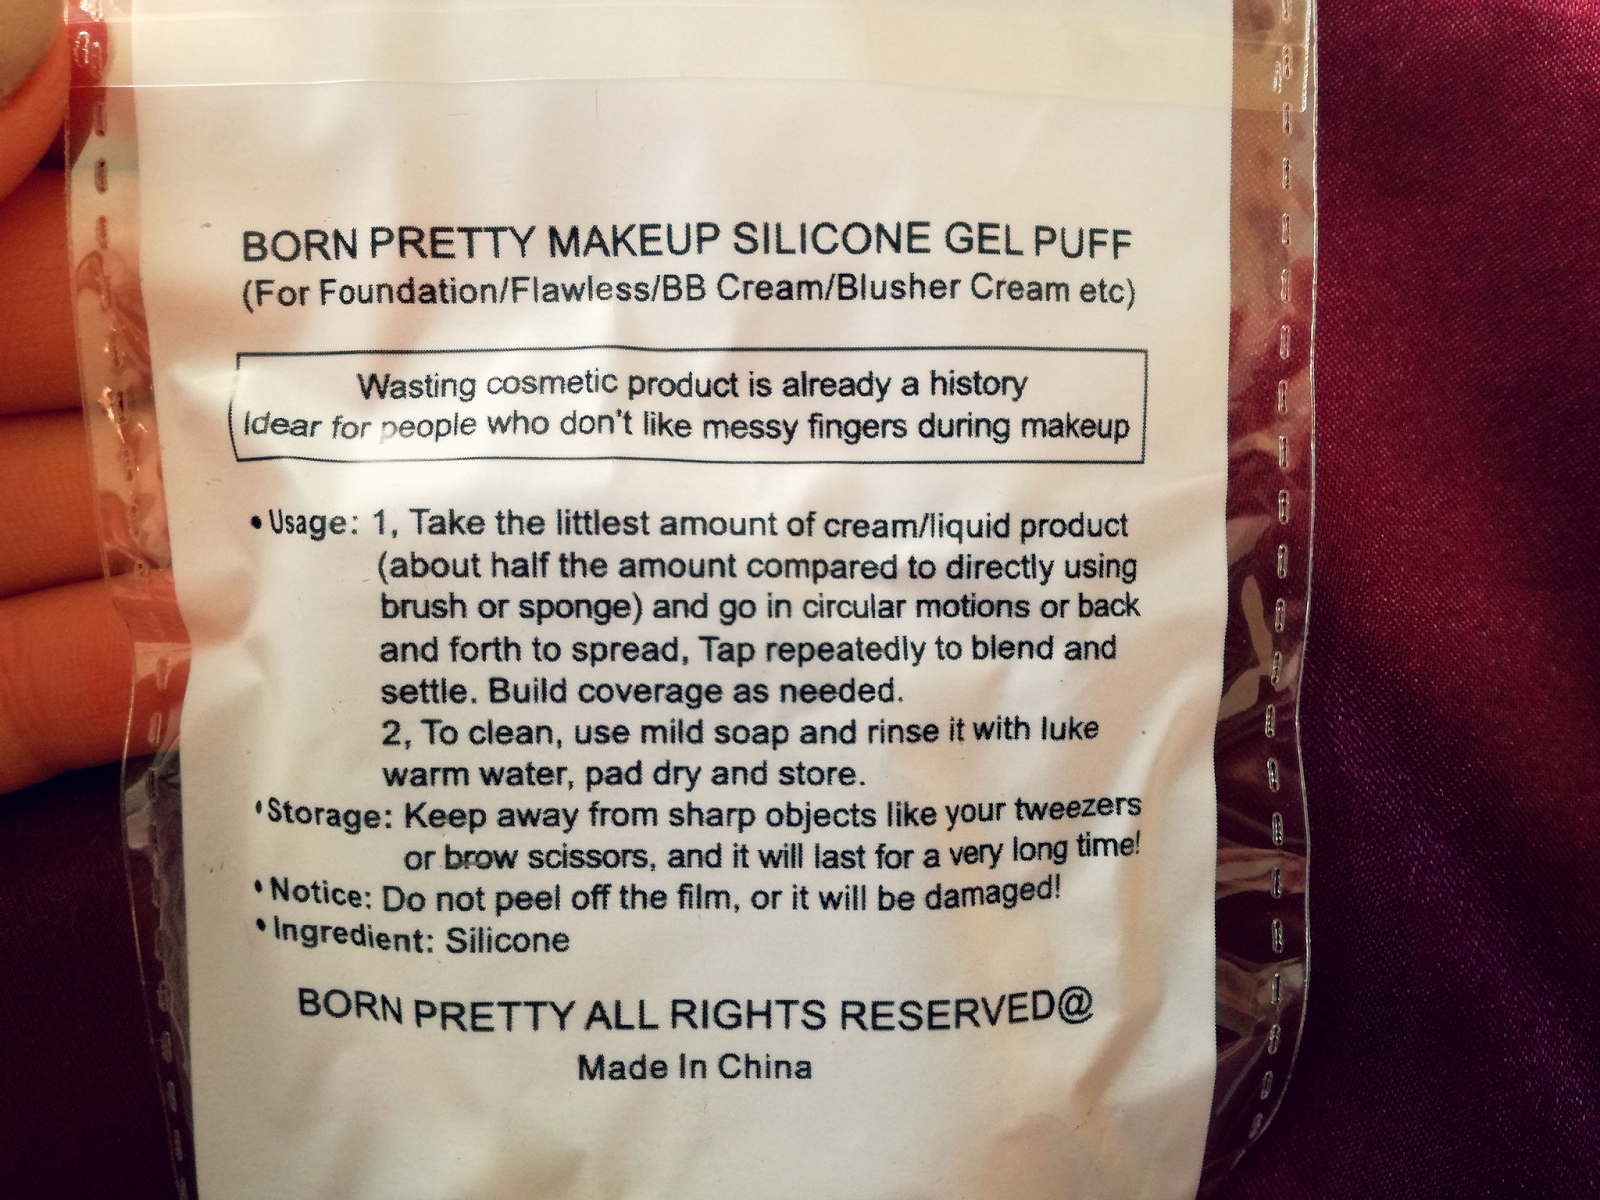 BORN PRETTY MAKEUP SILICONE GEL PUFF
(For Foundation/Flawless/BB Cream/Blusher Cream etc)
Wasting cosmetic product is already a history
Idear for people who don't like messy fingers during makeup
• Usage: 1, Take the littlest amount of cream/liquid product
(about half the amount compared to directly using
brush or sponge) and go in circular motions or back
and forth to spread, Tap repeatedly to blend and
settle. Build coverage as needed.
2, To clean, use mild soap and rinse it with luke
warm water, pad dry and store.
• Storage: Keep away from sharp objects like your tweezers
or brow scissors, and it will last for a very long time!
• Notice: Do not peel off the film, or it will be damaged!
• Ingredient: Silicone
BORN PRETTY ALL RIGHTS RESERVED@
Made In China